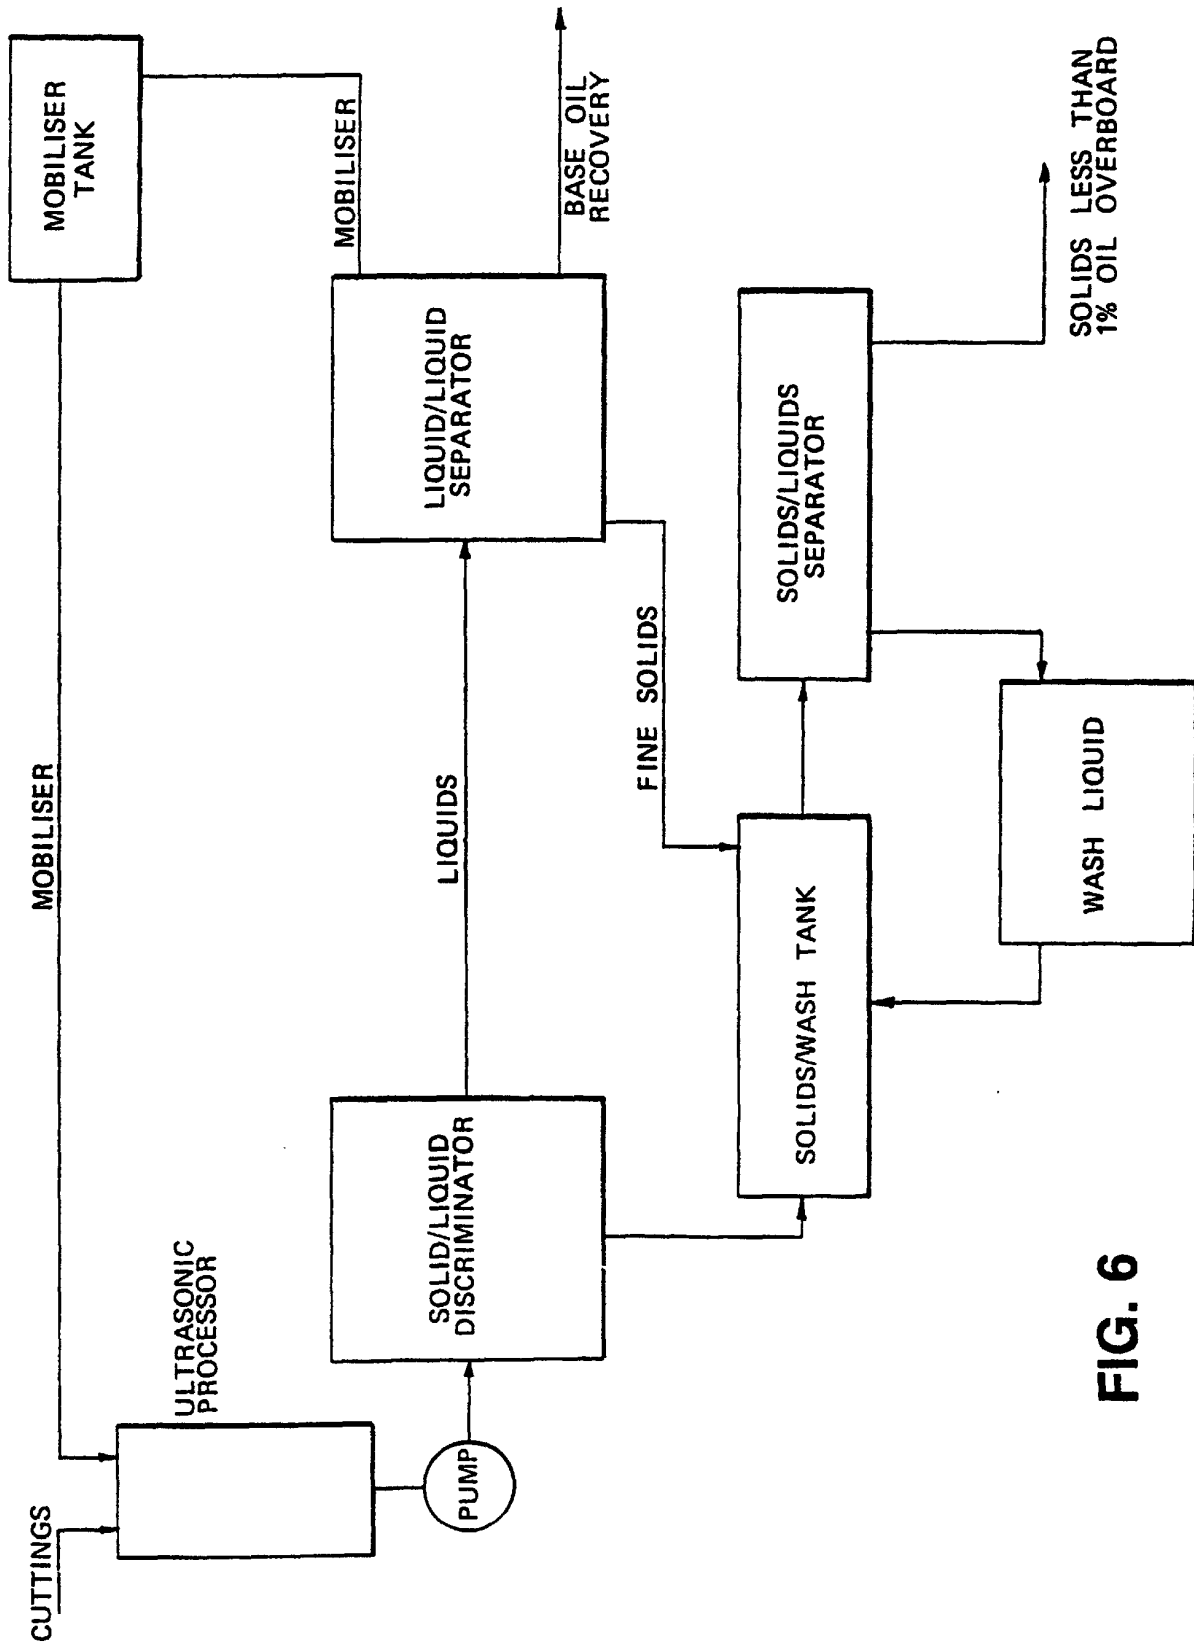 CUTTINGS
MOBILISER
MOBILISER
TANK
ULTRASONIC
PROCESSOR
PUMP
SOLID/LIQUID
DISCRIMINATOR
LIQUIDS
LIQUID/LIQUID
SEPARATOR
MOBILISER
BASE OIL
RECOVERY
FINE SOLIDS
SOLIDS/WASH TANK
SOLIDS/LIQUIDS
SEPARATOR
WASH LIQUID
SOLIDS LESS THAN
1% OIL OVERBOARD
FIG. 6